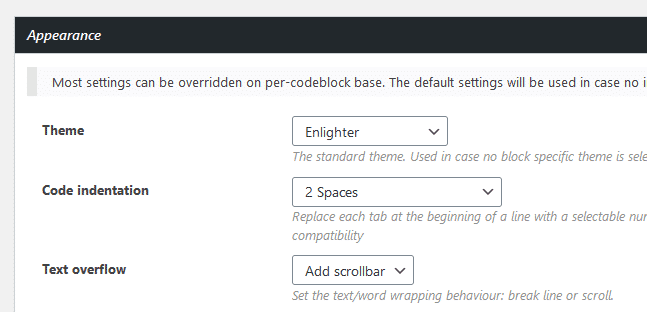 Appearance
Most settings can be overridden on per-codeblock base. The default settings will be used in case no
Theme
Enlighter
The standard theme. Used in case no block specific theme is
Code indentation
2 Spaces
Replace each tab at the beginning of a line with a selectable
compatibility
Text overflow
Add scrollbar
Set the text/word wrapping behaviour: break line or scroll.